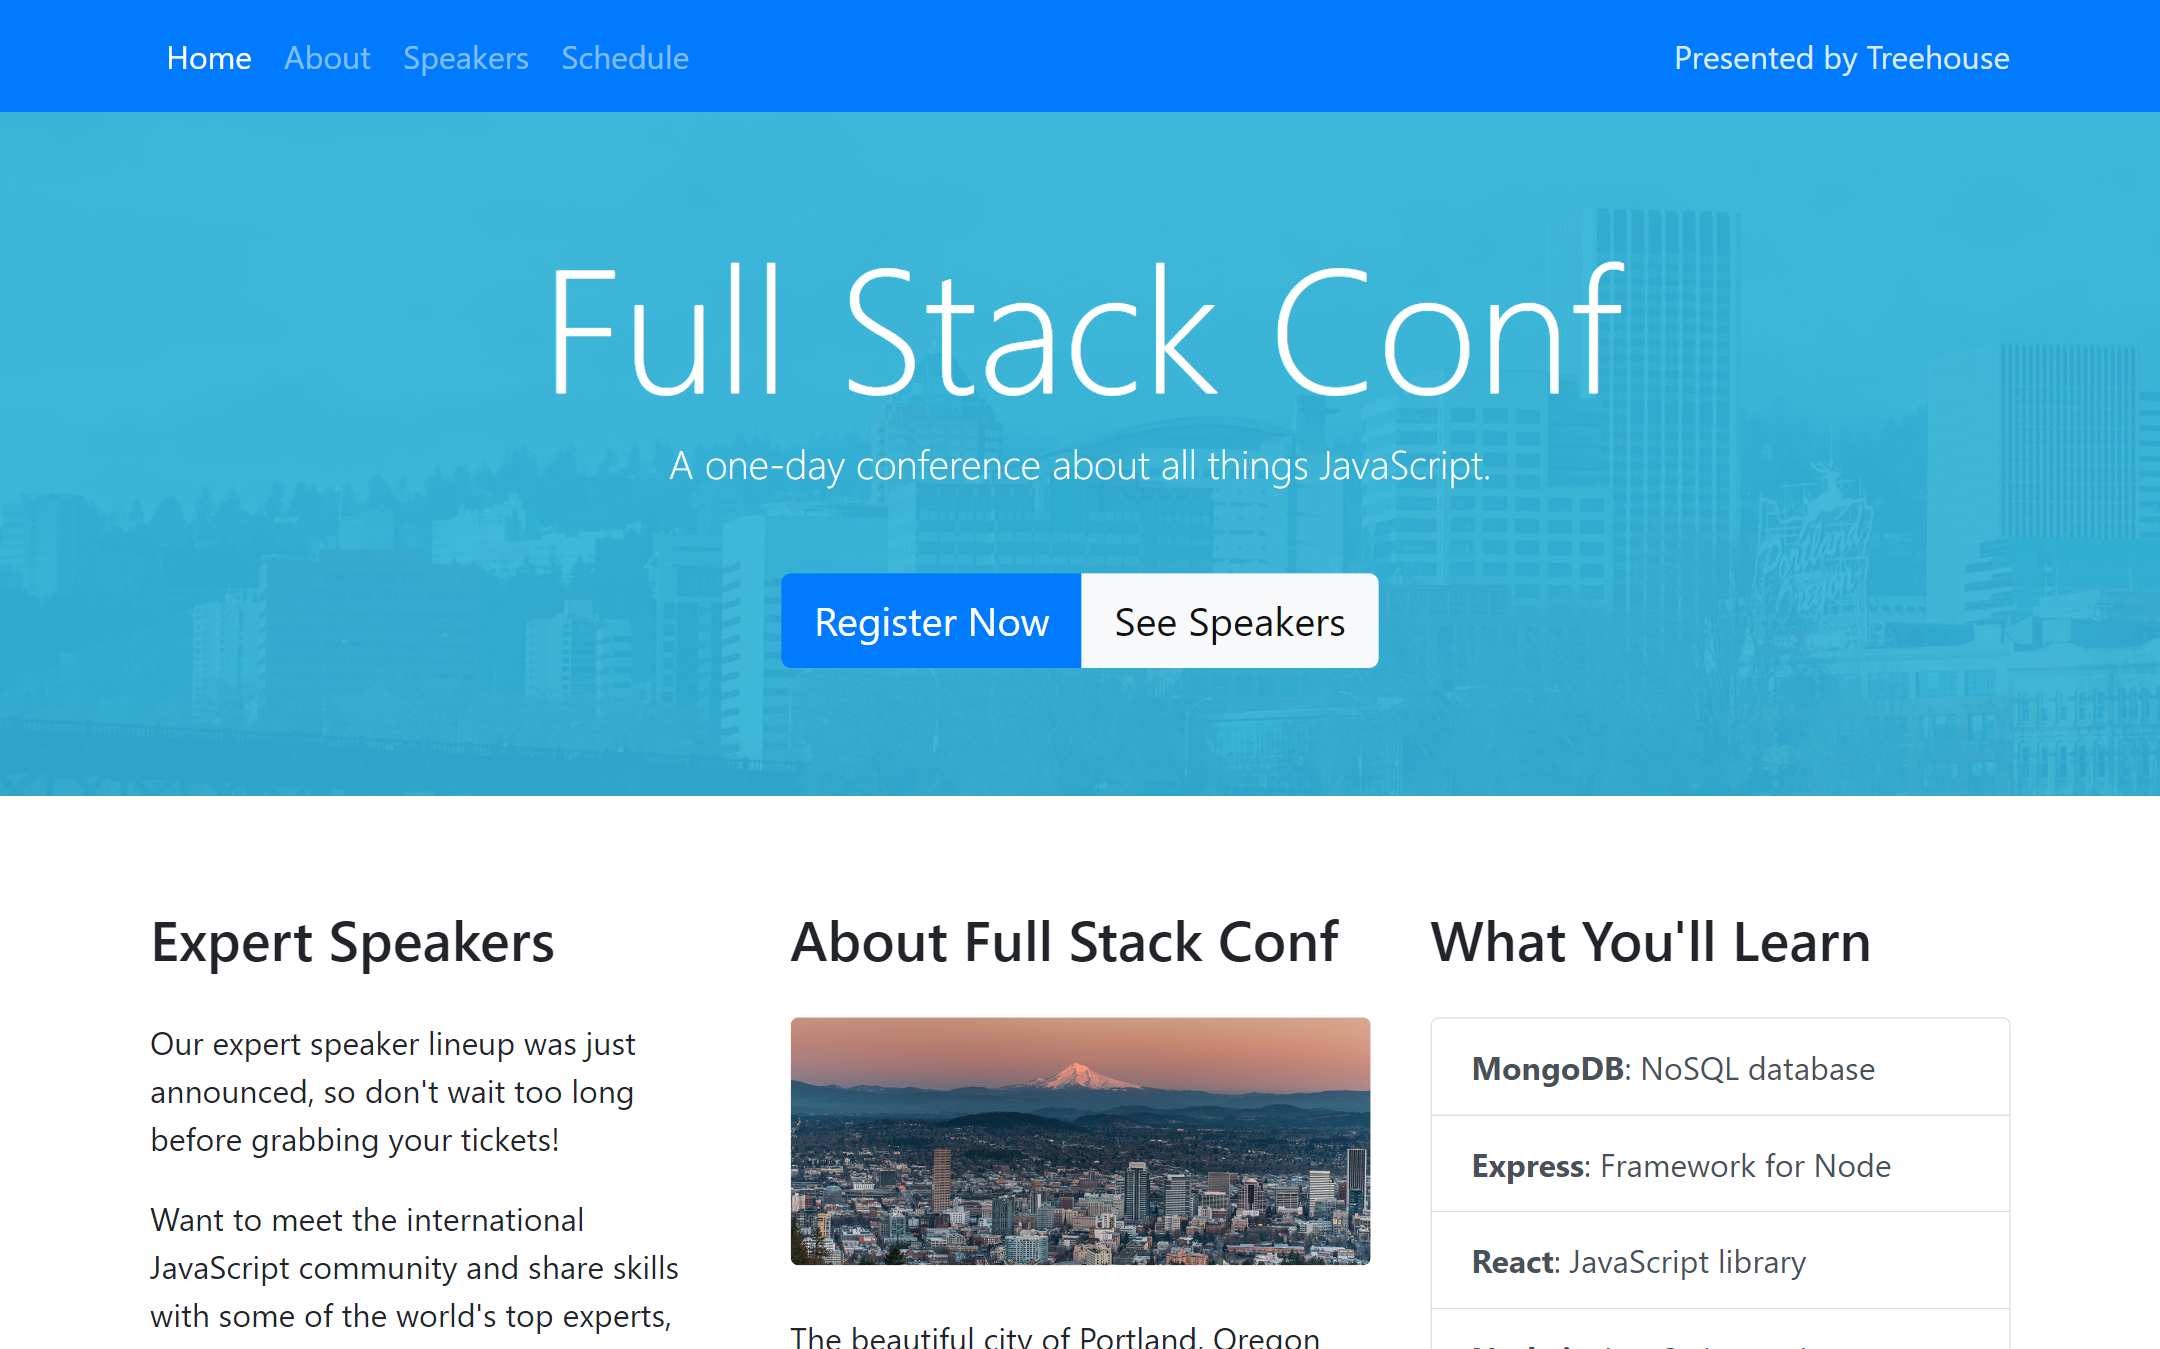 Home About Speakers Schedule Presented by Treehouse
Full Stack Conf
A one-day conference about all things JavaScript.
Portland
Oregon
Register Now See Speakers
Expert Speakers
Our expert speaker lineup was just
announced, so don't wait too long
before grabbing your tickets!
Want to meet the international
JavaScript community and share skills
with some of the world's top experts,
About Full Stack Conf
The beautiful city of Portland, Oregon
What You'll Learn
MongoDB: NoSQL database
Express: Framework for Node
React: JavaScript library